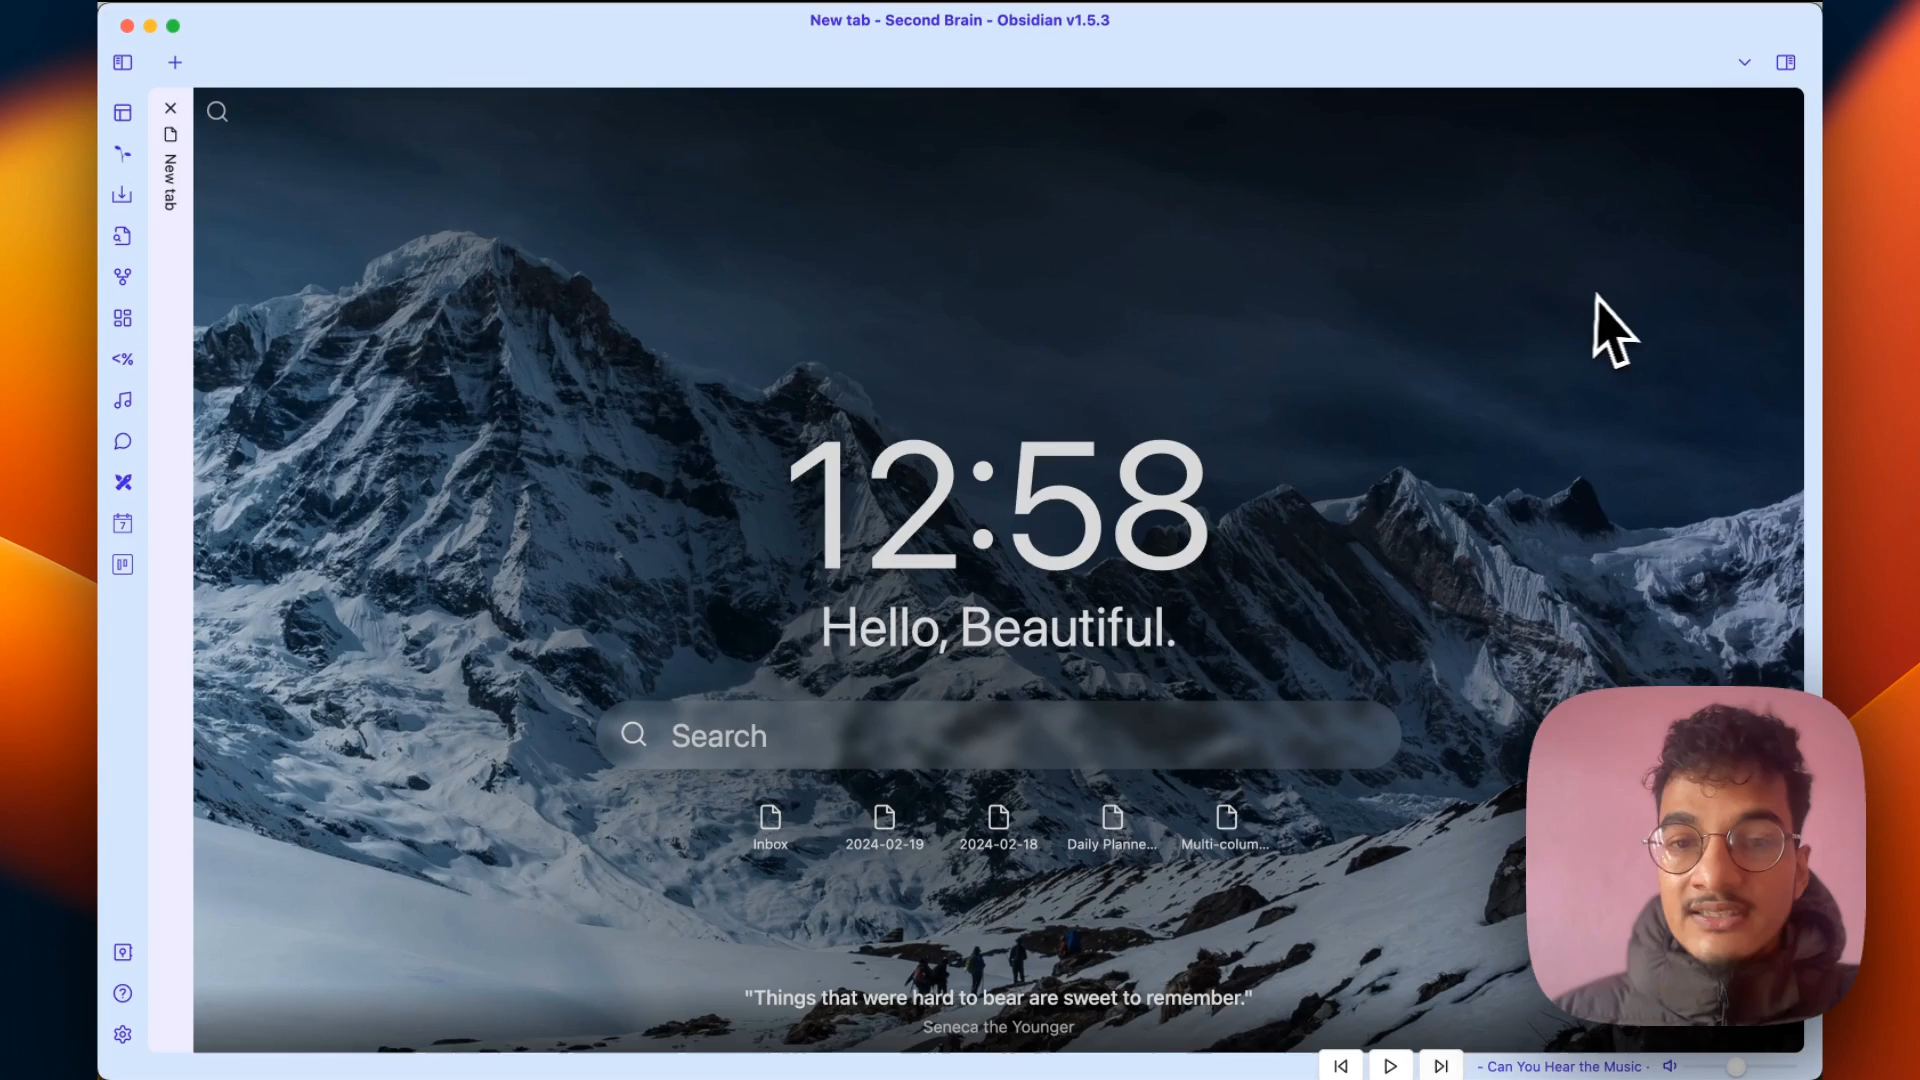 New tab - Second Brain - Obsidian v1.5.3
New tab
<%
7
12:58
Hello, Beautiful.
Search
Inbox
2024-02-19
2024-02-18
Daily Planne...
Multi-colum...
"Things that were hard to bear are sweet to remember."
Seneca the Younger
- Can You Hear the Music ·